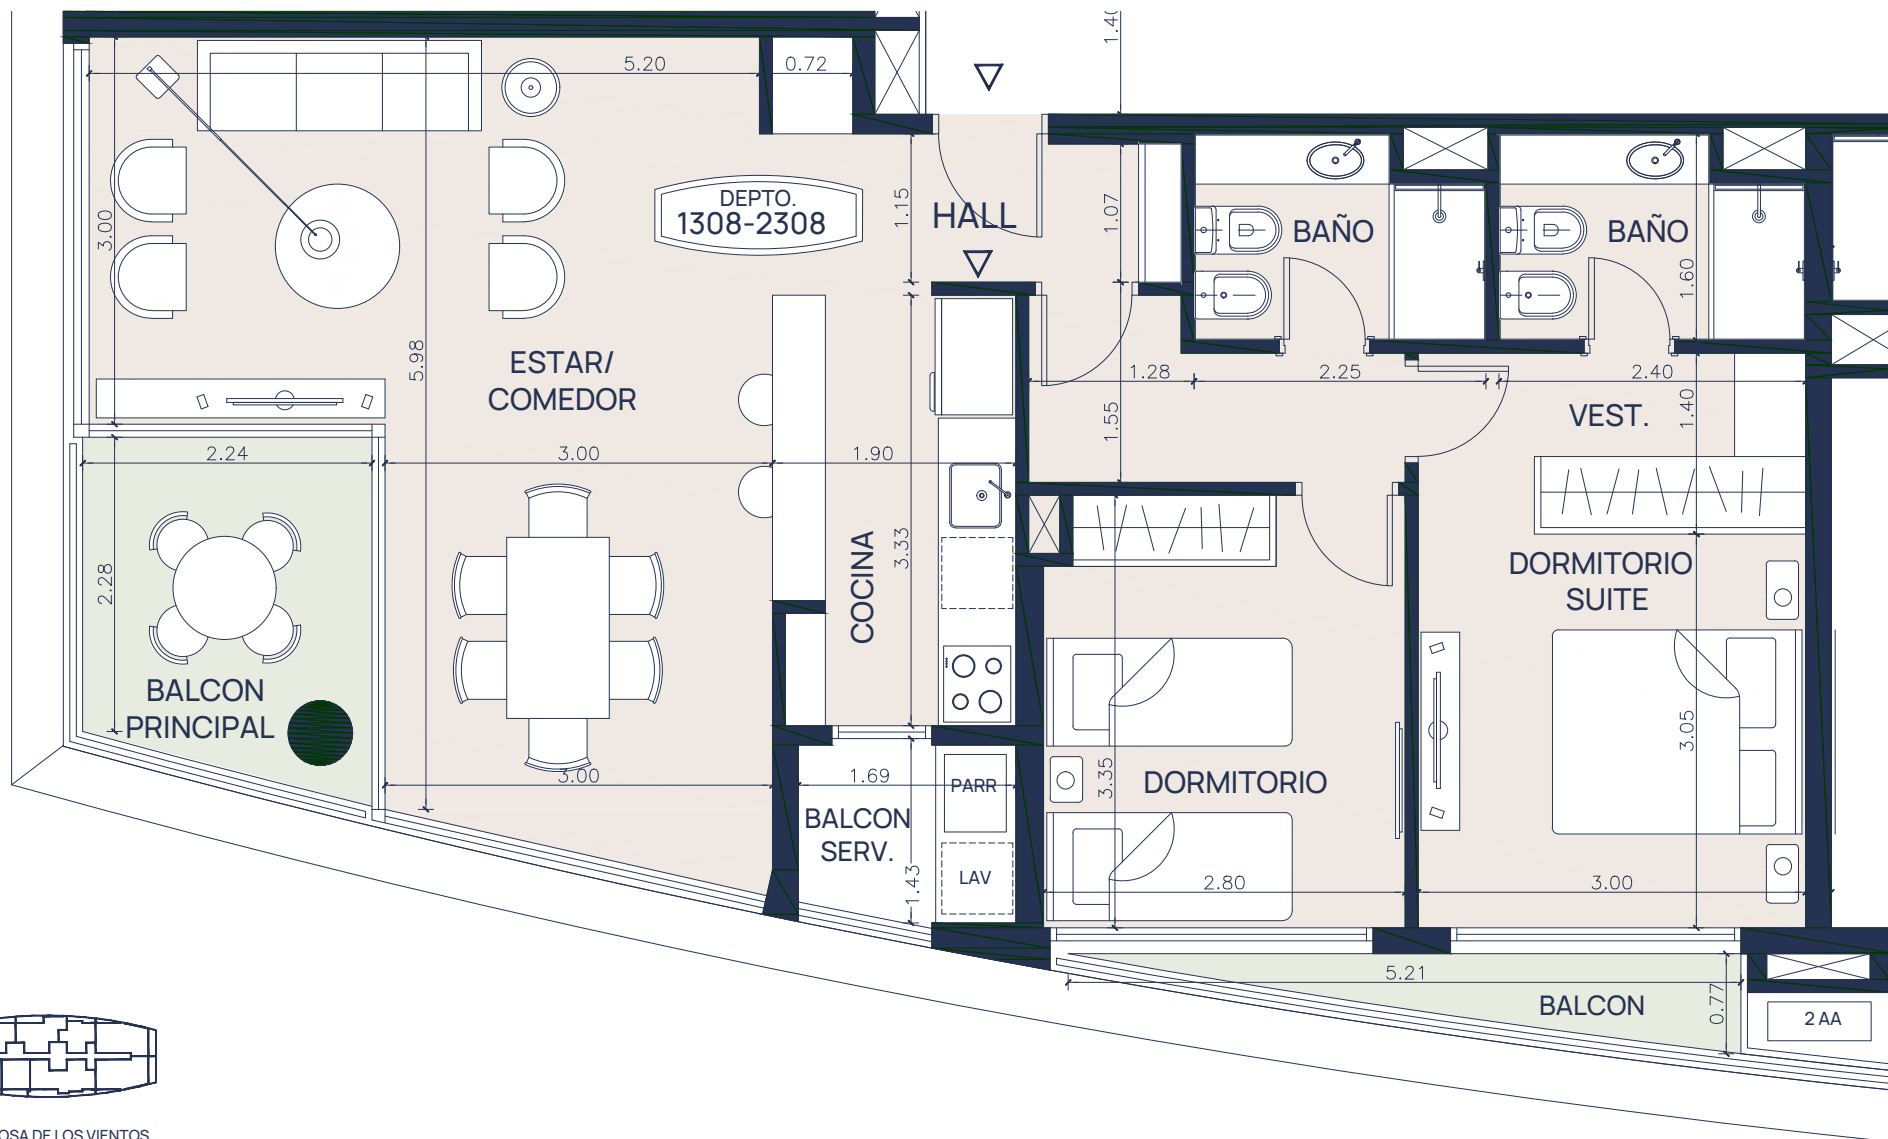 1.40
5.20
0.72
DEPTO.
1308-2308
3.00
1.15
HALL
1.07
BAÑO
BAÑO
1.60
5.98
ESTAR/
COMEDOR
1.28
2.25
2.40
1.55
VEST.
1.40
2.24
3.00
1.90
3.33
COCINA
2.28
DORMITORIO
SUITE
BALCON
PRINCIPAL
3.05
3.00
1.69
PARR
3.35
DORMITORIO
BALCON
SERV.
LAV
1.43
2.80
3.00
5.21
0.77
BALCON
2 AA
OSA DE LOS VIENTOS